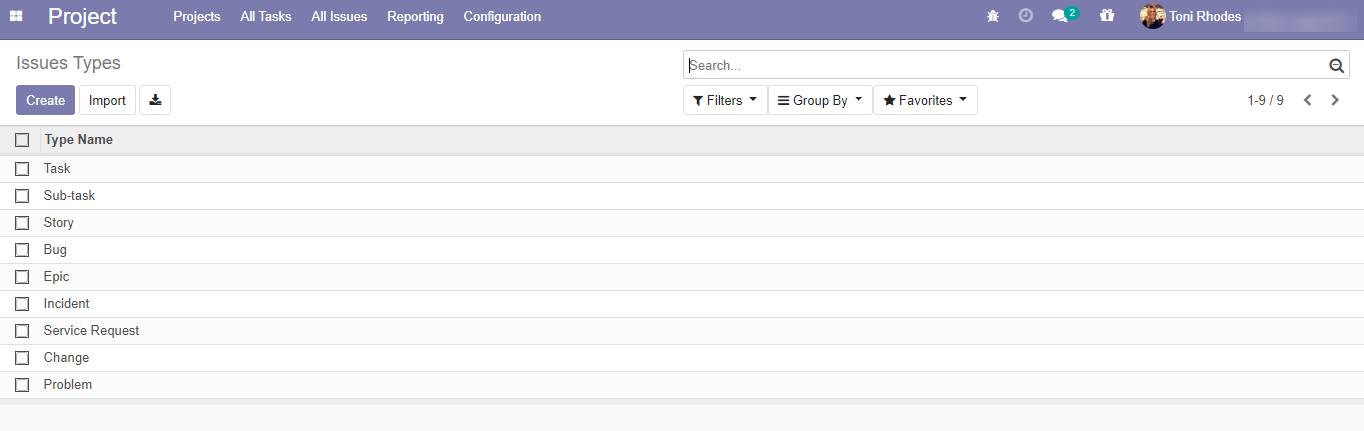 Project Projects All Tasks All Issues Reporting Configuration 2 Toni Rhodes
Issues Types
Search...
Create Import Filters Group By Favorites 1-9 / 9
Type Name
Task
Sub-task
Story
Bug
Epic
Incident
Service Request
Change
Problem